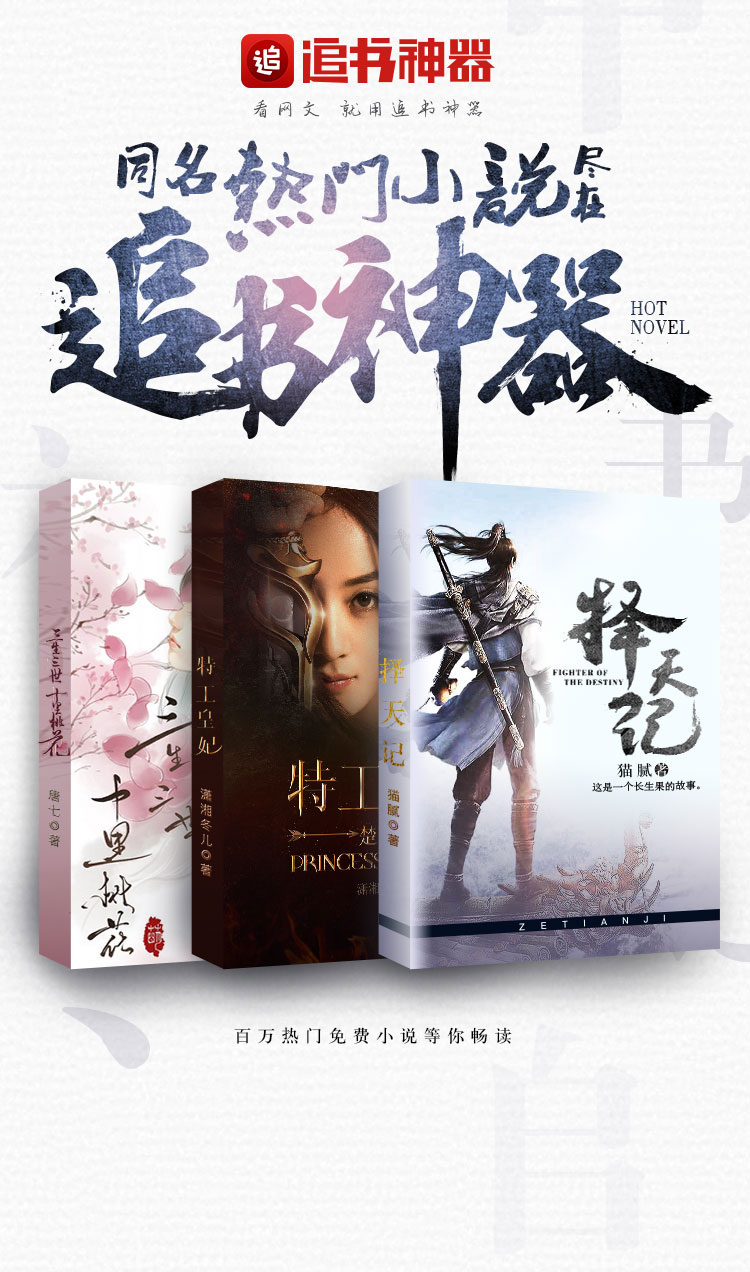 追 追书神器
看网文 就用追书神器
同名熱门小説尽在
追书神器
HOT
NOVEL
三生三世 十里桃花
唐七◎著
三生三世
十里桃花
特工皇妃
潇湘冬儿◎著
特工
楚
PRINCESS
潇湘
择天记
猫腻◎著
择天记
FIGHTER OF
THE DESTINY
猫腻 著
这是一个长生果的故事。
ZETIANJI
百万热门免费小说等你畅读